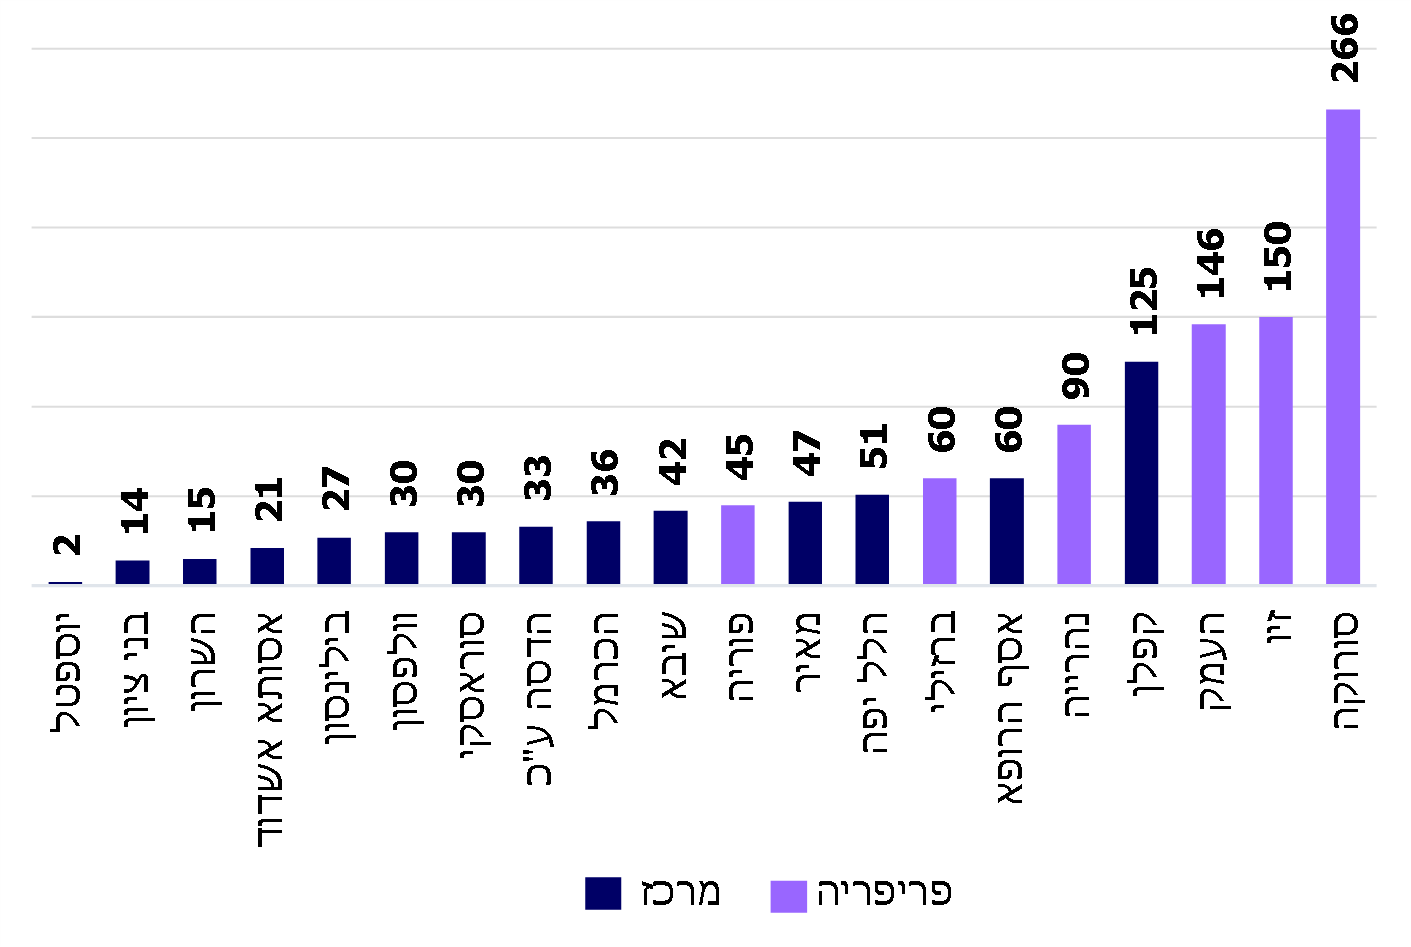 266
150
146
125
90
60
60
51
47
45
42
36
33
30
30
27
21
15
14
2
סורוקה
זיו
העמק
קפלן
נהרייה
אסף הרופא
ברזילי
הלל יפה
מאיר
פוריה
שיבא
הכרמל
הדסה ע"כ
סוראסקי
וולפסון
בילינסון
אסותא אשדוד
השרון
בני ציון
יוספטל
פריפריה
מרכז